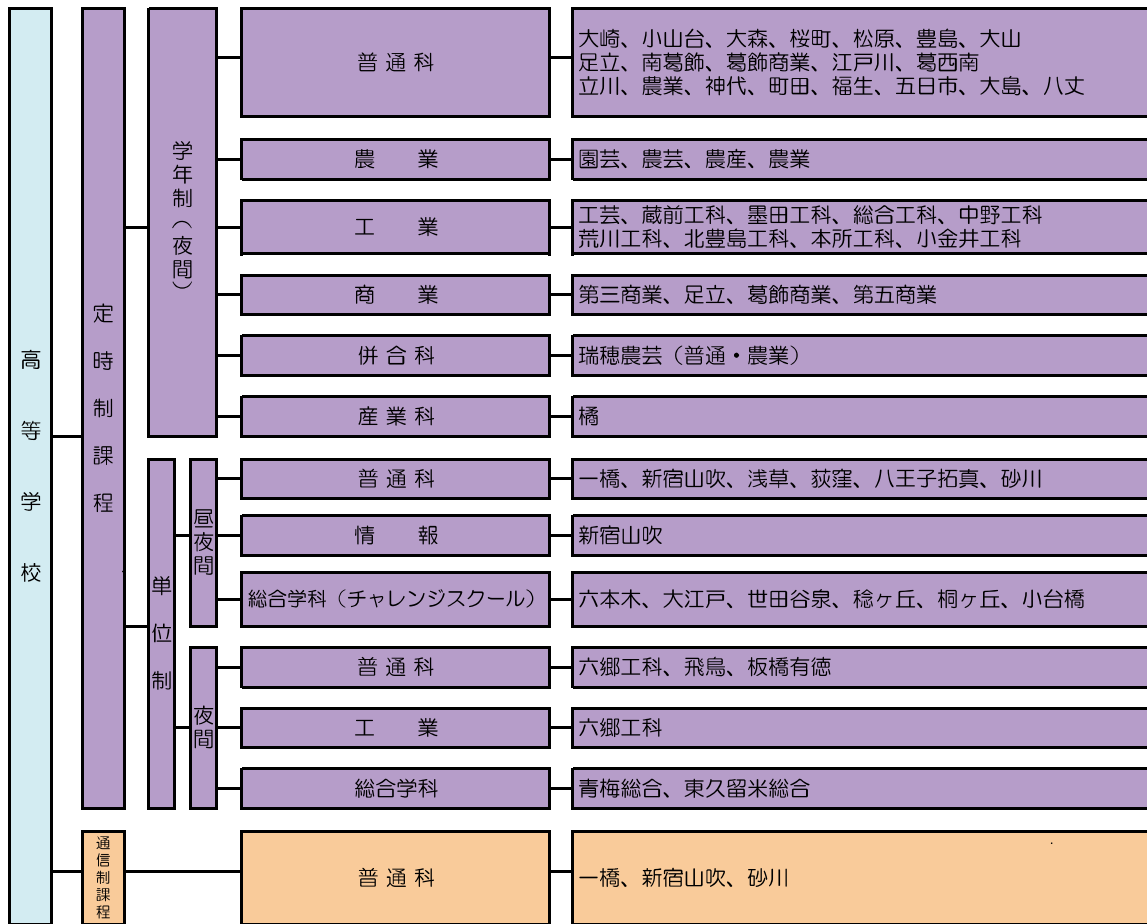 高等学校
定時制課程
学年制（夜間）
普通科
大崎、小山台、大森、桜町、松原、豊島、大山
足立、南葛飾、葛飾商業、江戸川、葛西南
立川、農業、神代、町田、福生、五日市、大島、八丈
農　業
園芸、農芸、農産、農業
工　業
工芸、蔵前工科、墨田工科、総合工科、中野工科
荒川工科、北豊島工科、本所工科、小金井工科
商　業
第三商業、足立、葛飾商業、第五商業
併合科
瑞穂農芸（普通・農業）
産業科
橘
単位制
昼夜間
普通科
一橋、新宿山吹、浅草、荻窪、八王子拓真、砂川
情　報
新宿山吹
総合学科（チャレンジスクール）
六本木、大江戸、世田谷泉、稔ヶ丘、桐ヶ丘、小台橋
夜間
普通科
六郷工科、飛鳥、板橋有徳
工　業
六郷工科
総合学科
青梅総合、東久留米総合
通信制課程
普通科
一橋、新宿山吹、砂川